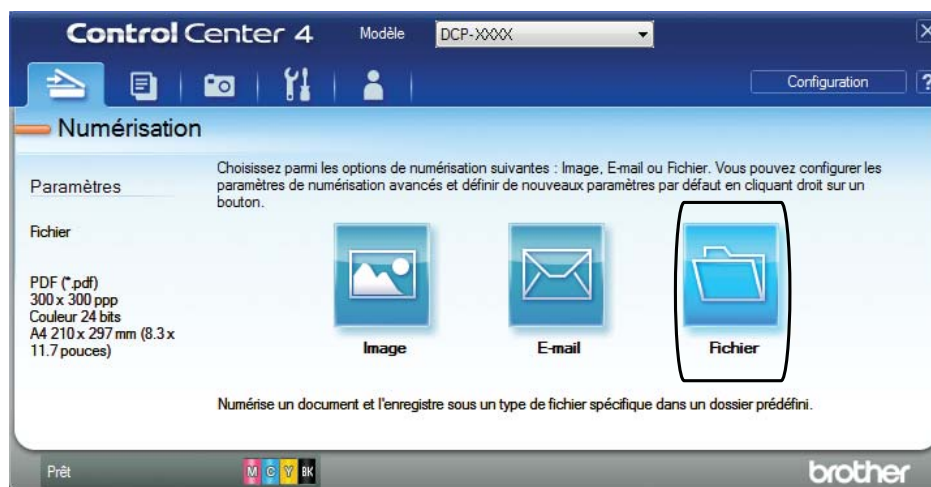 Control Center 4
Modèle
DCP-XXXX
X
Configuration
?
Numérisation
Paramètres
Fichier
PDF (*.pdf)
300 x 300 ppp
Couleur 24 bits
A4 210 x 297 mm (8.3 x
11.7 pouces)
Choisissez parmi les options de numérisation suivantes : Image, E-mail ou Fichier. Vous pouvez configurer les
paramètres de numérisation avancés et définir de nouveaux paramètres par défaut en cliquant droit sur un
bouton.
Image
E-mail
Fichier
Numérise un document et l'enregistre sous un type de fichier spécifique dans un dossier prédéfini.
Prêt
M C Y BK
brother